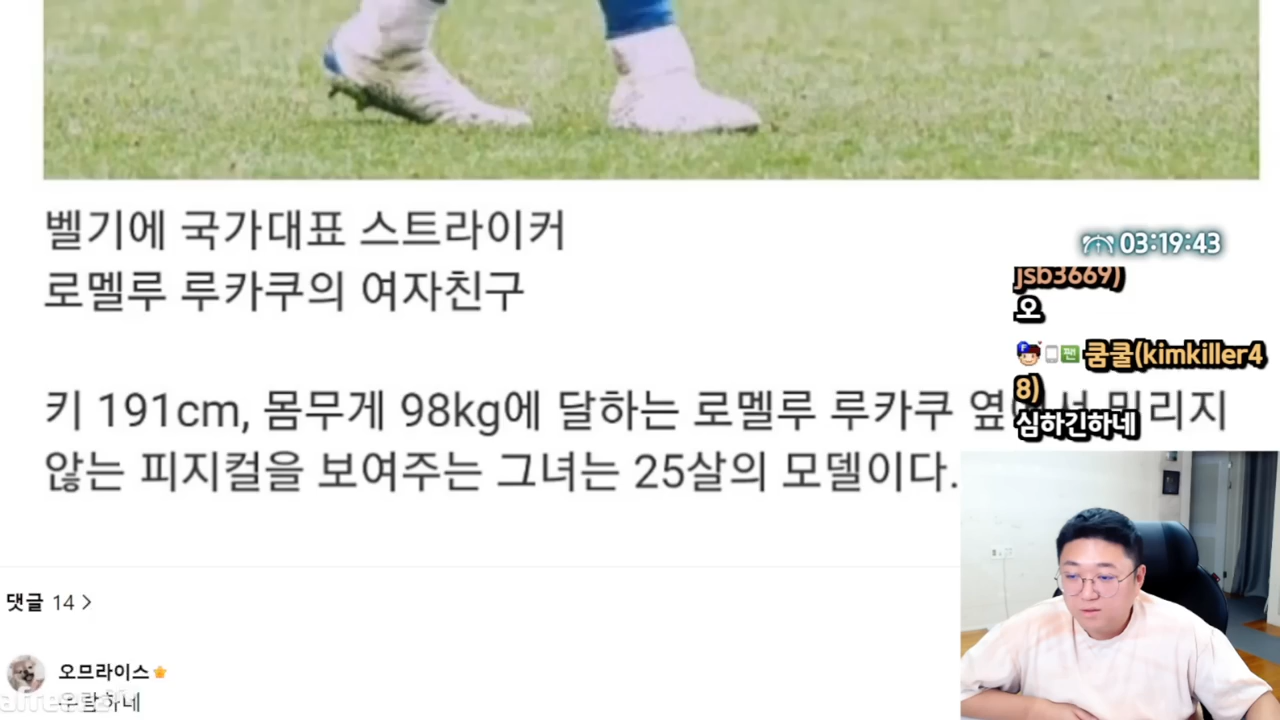 벨기에 국가대표 스트라이커
로멜루 루카쿠의 여자친구
키 191cm, 몸무게 98kg에 달하는 로멜루 루카쿠 리지
않는 피지컬을 보여주는 그녀는 25살의 모델이다.
댓글 14 >
오므라이스
03:19:43
jsb3669)
오
쿰쿨(kimkiller4
8)
심하긴하네